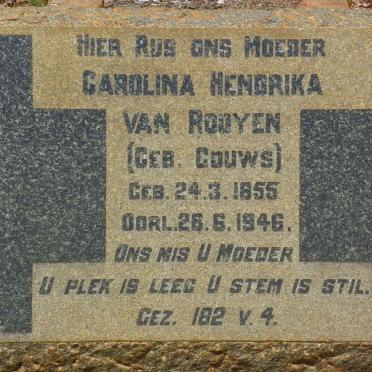 Hier Rus ons Moeder
Carolina Hendrika
van Rooyen
(Geb. Gouws)
Geb. 24.3.1855
Oorl. 26.6.1946.
Ons mis U Moeder
U plek is leeg U stem is stil.
Gez. 182 v. 4.